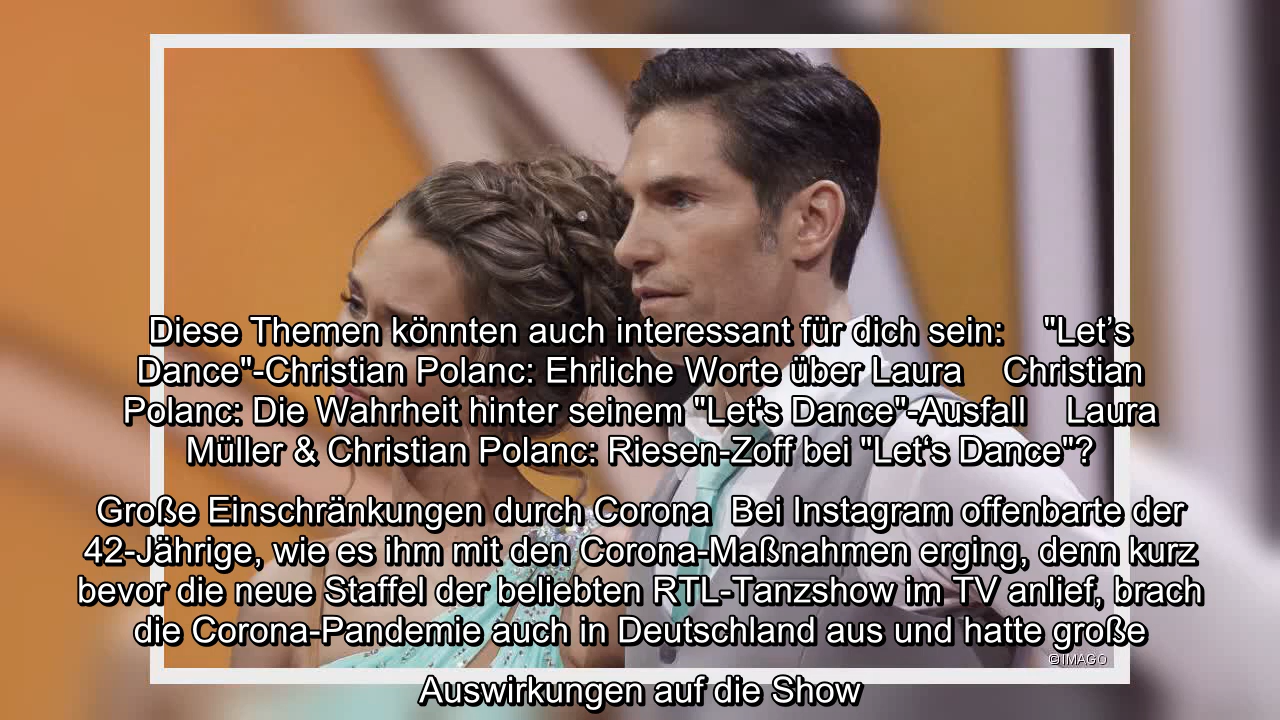 Diese Themen könnten auch interessant für dich sein: "Let’s
Dance"-Christian Polanc: Ehrliche Worte über Laura Christian
Polanc: Die Wahrheit hinter seinem "Let's Dance"-Ausfall Laura
Müller & Christian Polanc: Riesen-Zoff bei "Let‘s Dance"?
Große Einschränkungen durch Corona Bei Instagram offenbarte der
42-Jährige, wie es ihm mit den Corona-Maßnahmen erging, denn kurz
bevor die neue Staffel der beliebten RTL-Tanzshow im TV anlief, brach
die Corona-Pandemie auch in Deutschland aus und hatte große
© IMAGO
Auswirkungen auf die Show